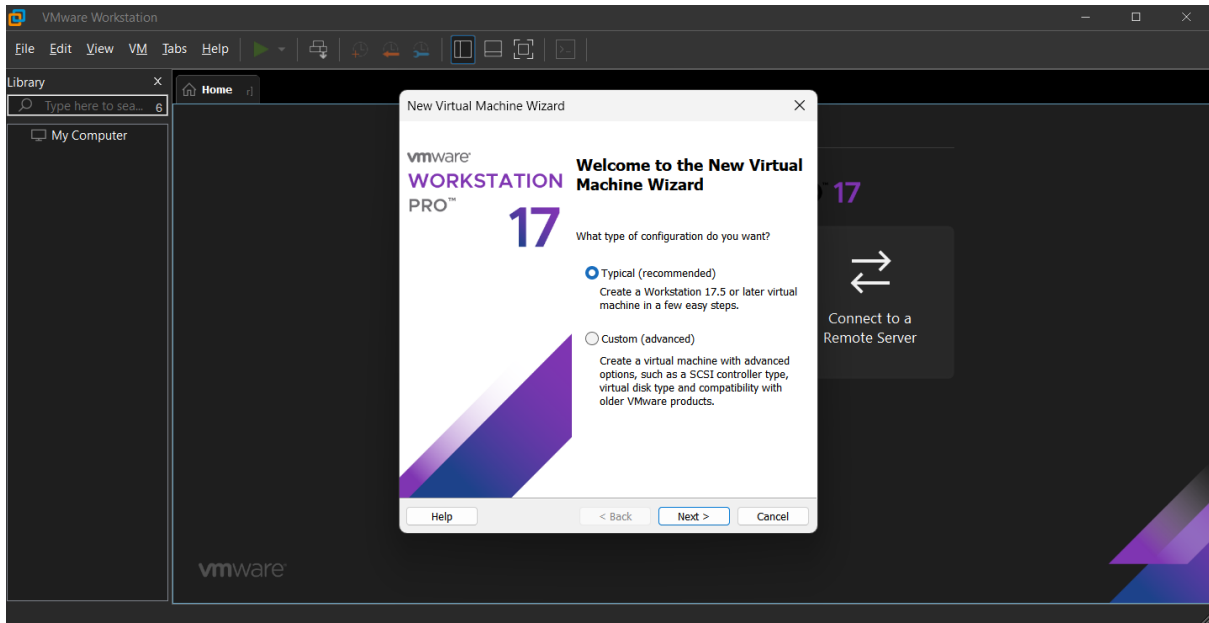 VMware Workstation
File Edit View VM Tabs Help
Library X
Type here to sea... 6
My Computer
Home
New Virtual Machine Wizard
vmware
WORKSTATION
PRO™
17
Welcome to the New Virtual
Machine Wizard
What type of configuration do you want?
Typical (recommended)
Create a Workstation 17.5 or later virtual
machine in a few easy steps.
Custom (advanced)
Create a virtual machine with advanced
options, such as a SCSI controller type,
virtual disk type and compatibility with
older VMware products.
Help < Back Next > Cancel
17
Connect to a
Remote Server
vmware